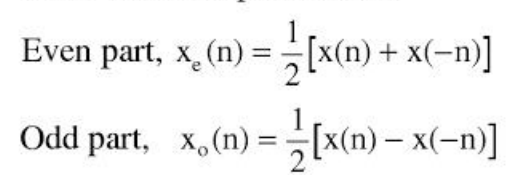 Even part, xₑ(n) = 1/2 [x(n) + x(−n)]
Odd part, xₒ(n) = 1/2 [x(n) − x(−n)]